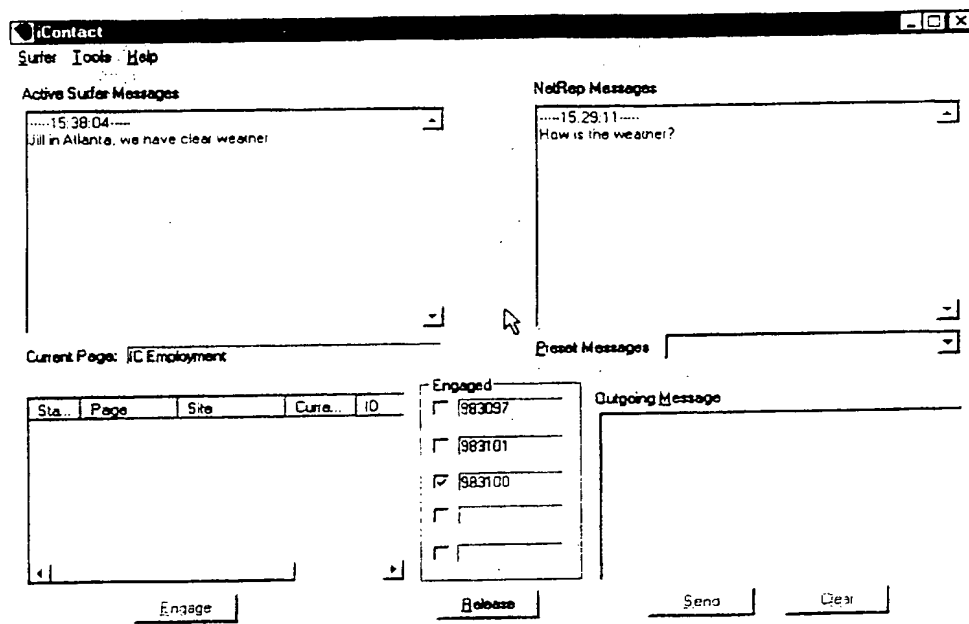 iContact
Surfer Tools Help
Active Surfer Messages
-----15:38:04-----
Jill in Atlanta, we have clear weather
NetRep Messages
-----15:29:11-----
How is the weather?
Current Page: IC Employment
Preset Messages
Sta... Page Site Curre... ID
Engaged
983097
983101
983100
Outgoing Message
Engage
Release
Send
Clear